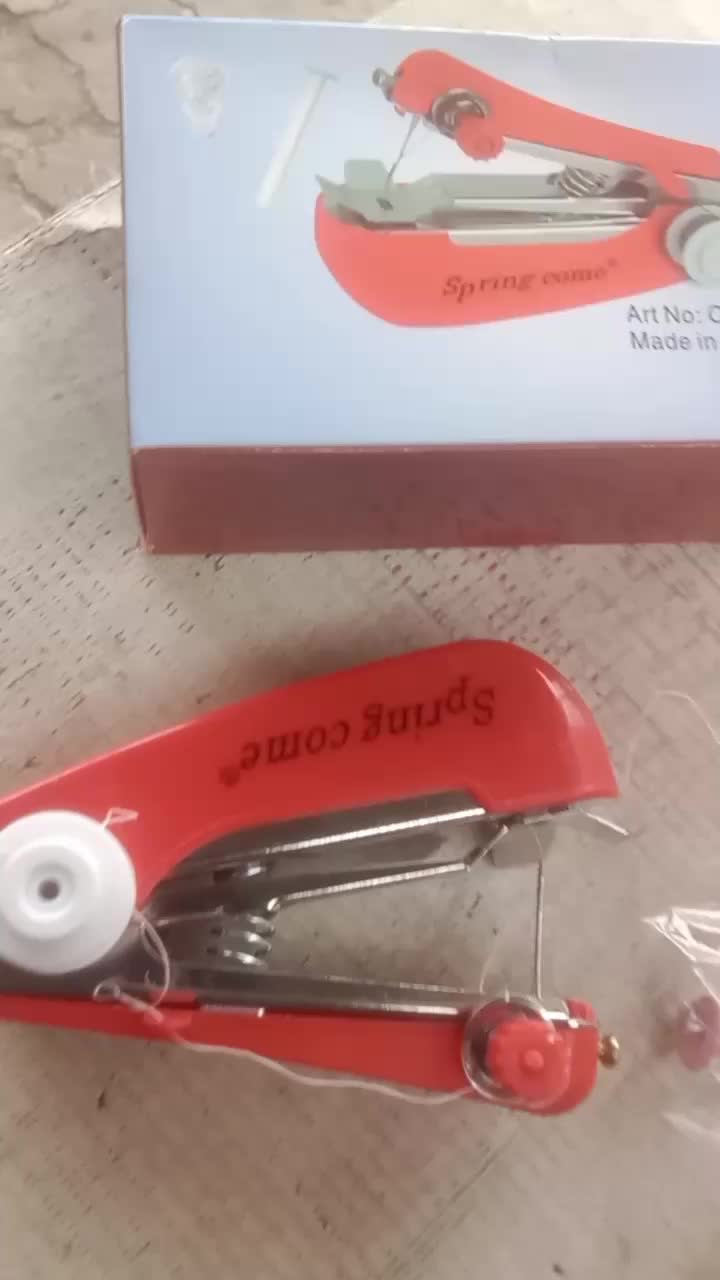 Spring come®
Art No: C
Made in
Spring come®